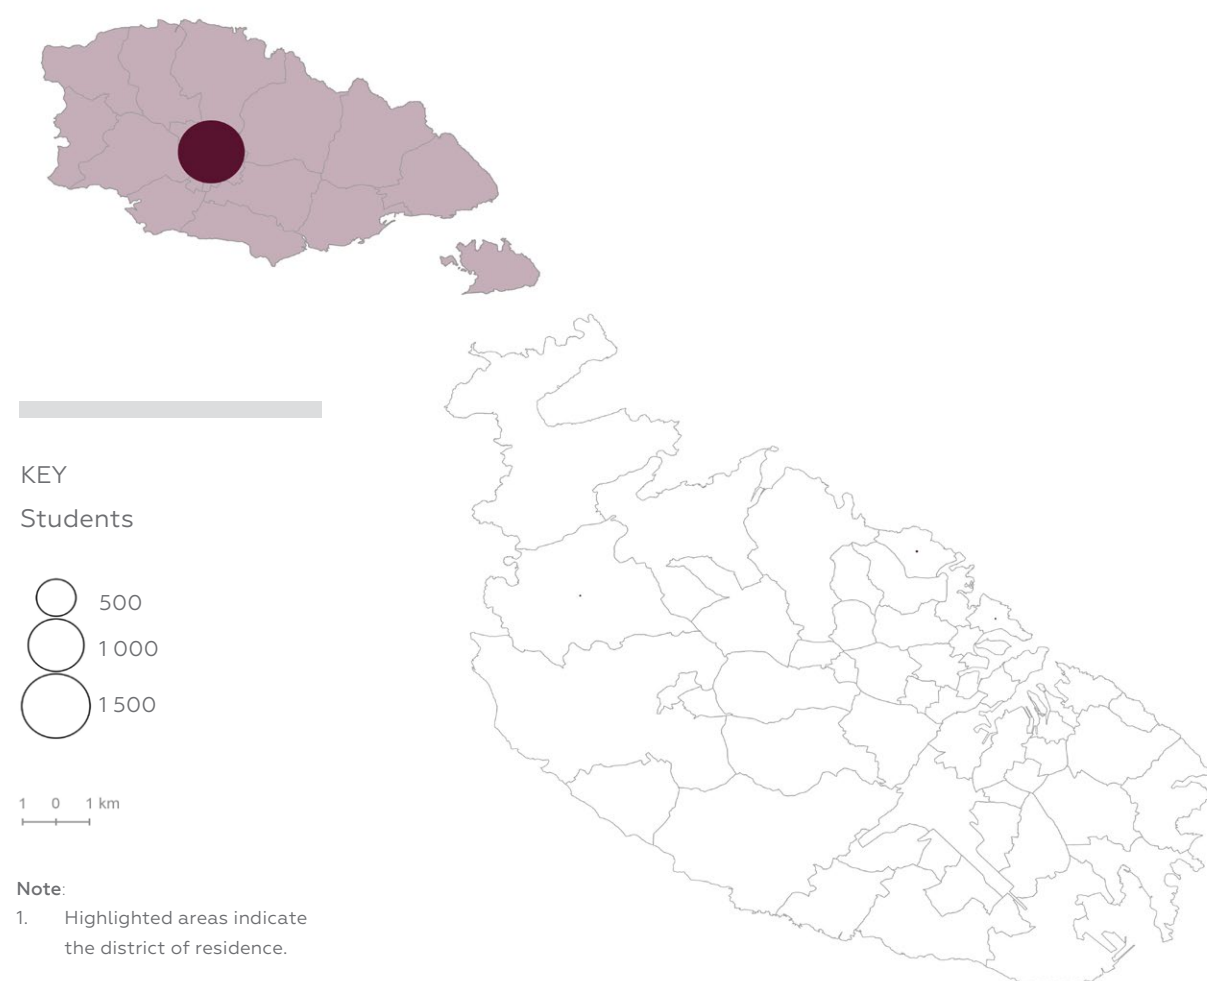 KEY
Students
500
1 000
1 500
1 0 1 km
Note:
1. Highlighted areas indicate
the district of residence.